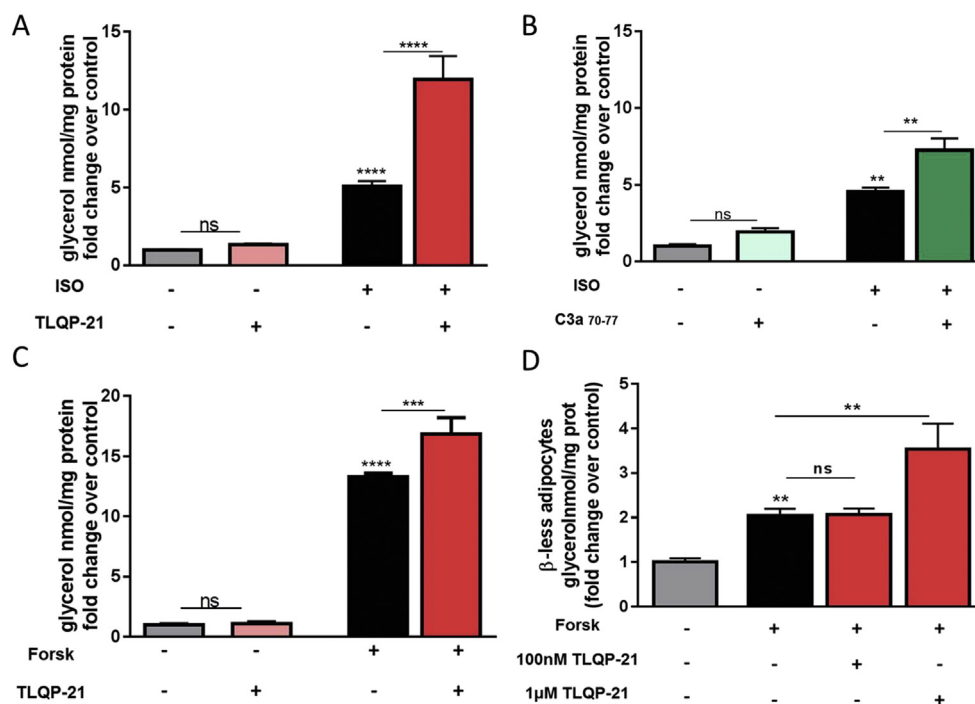 A
glycerol nmol/mg protein
fold change over control
15
10
5
0
ns
****
****
ISO - - + +
TLQP-21 - + - +
B
glycerol nmol/mg protein
fold change over control
15
10
5
0
ns
**
**
ISO - - + +
C3a 70-77 - + - +
C
glycerol nmol/mg protein
fold change over control
20
15
10
5
0
ns
****
***
Forsk - - + +
TLQP-21 - + - +
D
β-less adipocytes
glycerolnmol/mg prot
(fold change over control)
5
4
3
2
1
0
**
ns
**
Forsk - + + +
100nM TLQP-21 - - + -
1µM TLQP-21 - - - +